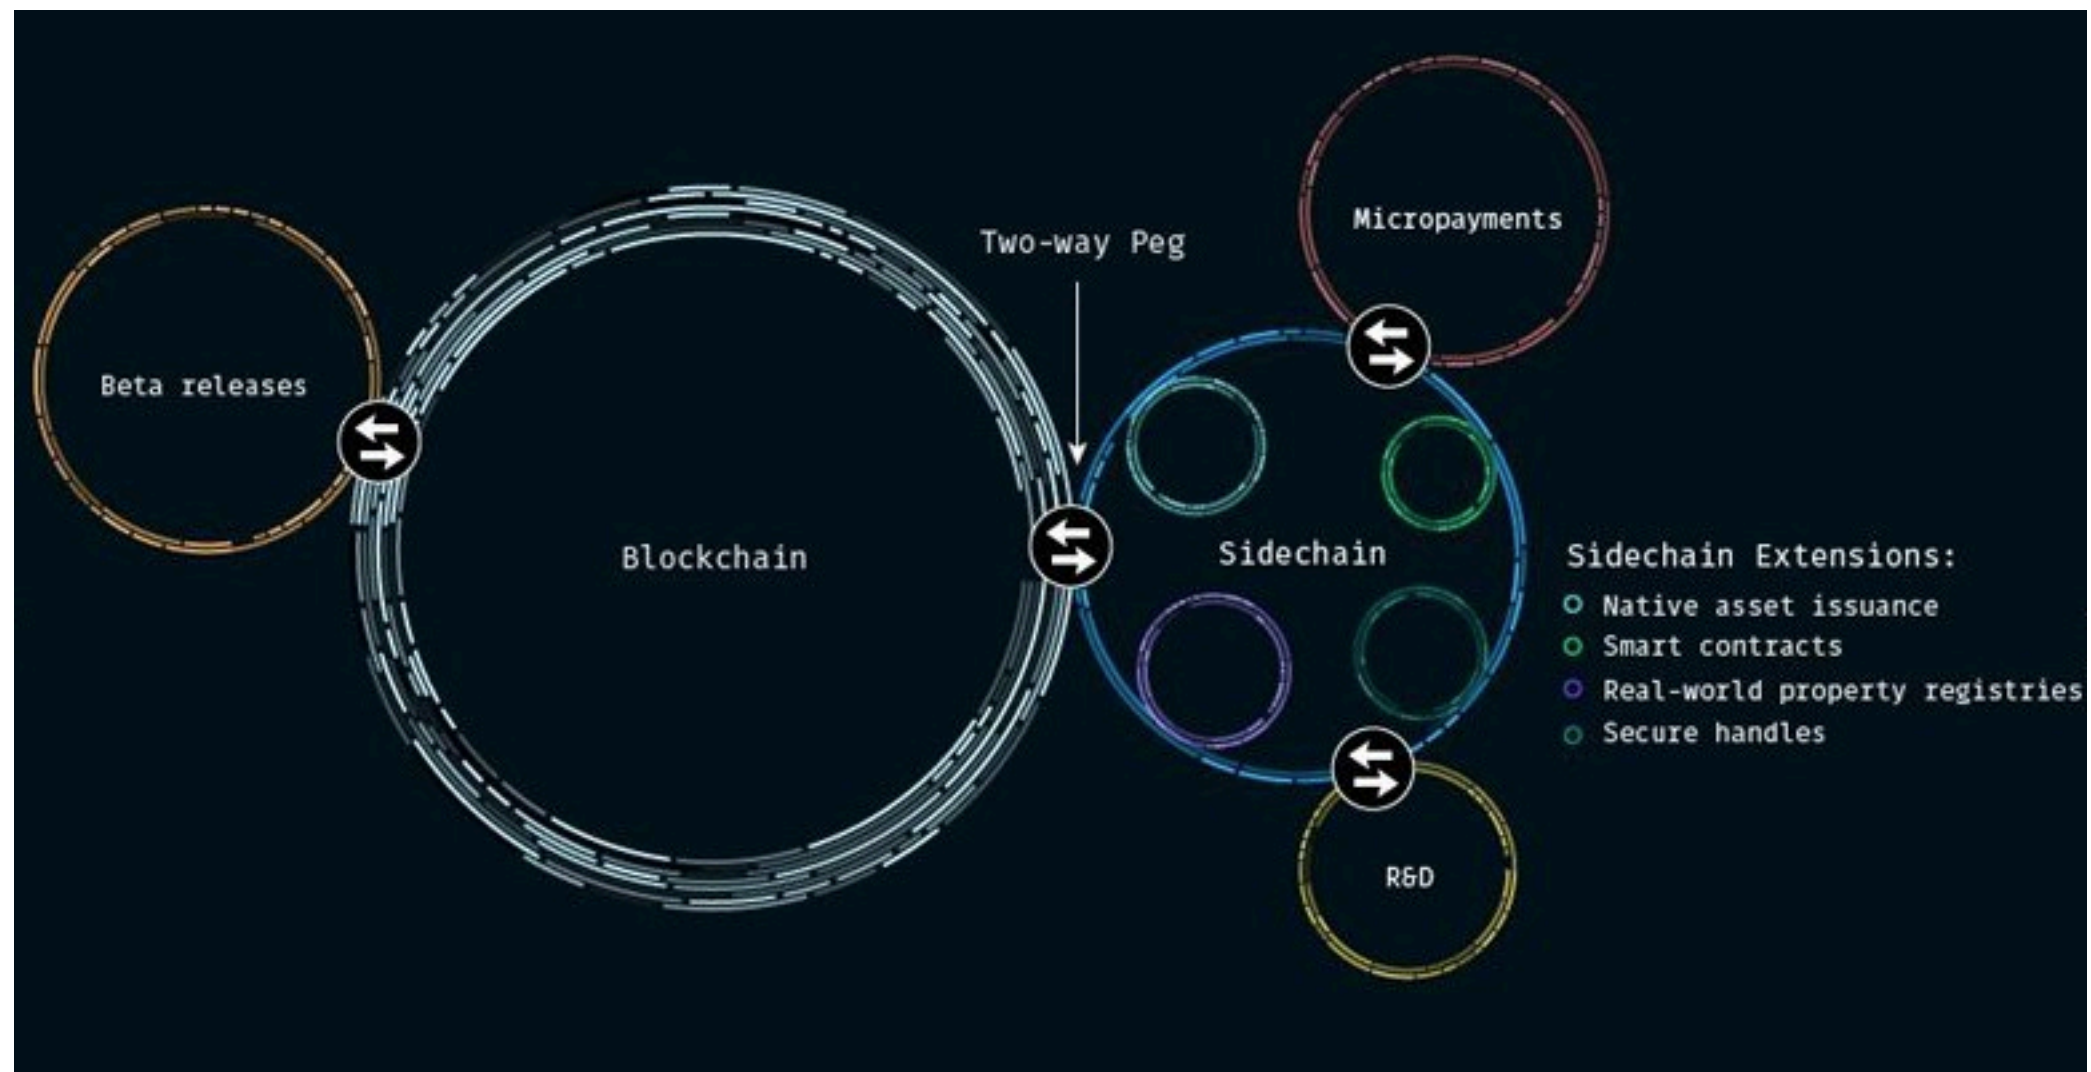 Micropayments
Two-way Peg
Beta releases
Blockchain
Sidechain
Sidechain Extensions:
Native asset issuance
Smart contracts
Real-world property registries
Secure handles
R&D